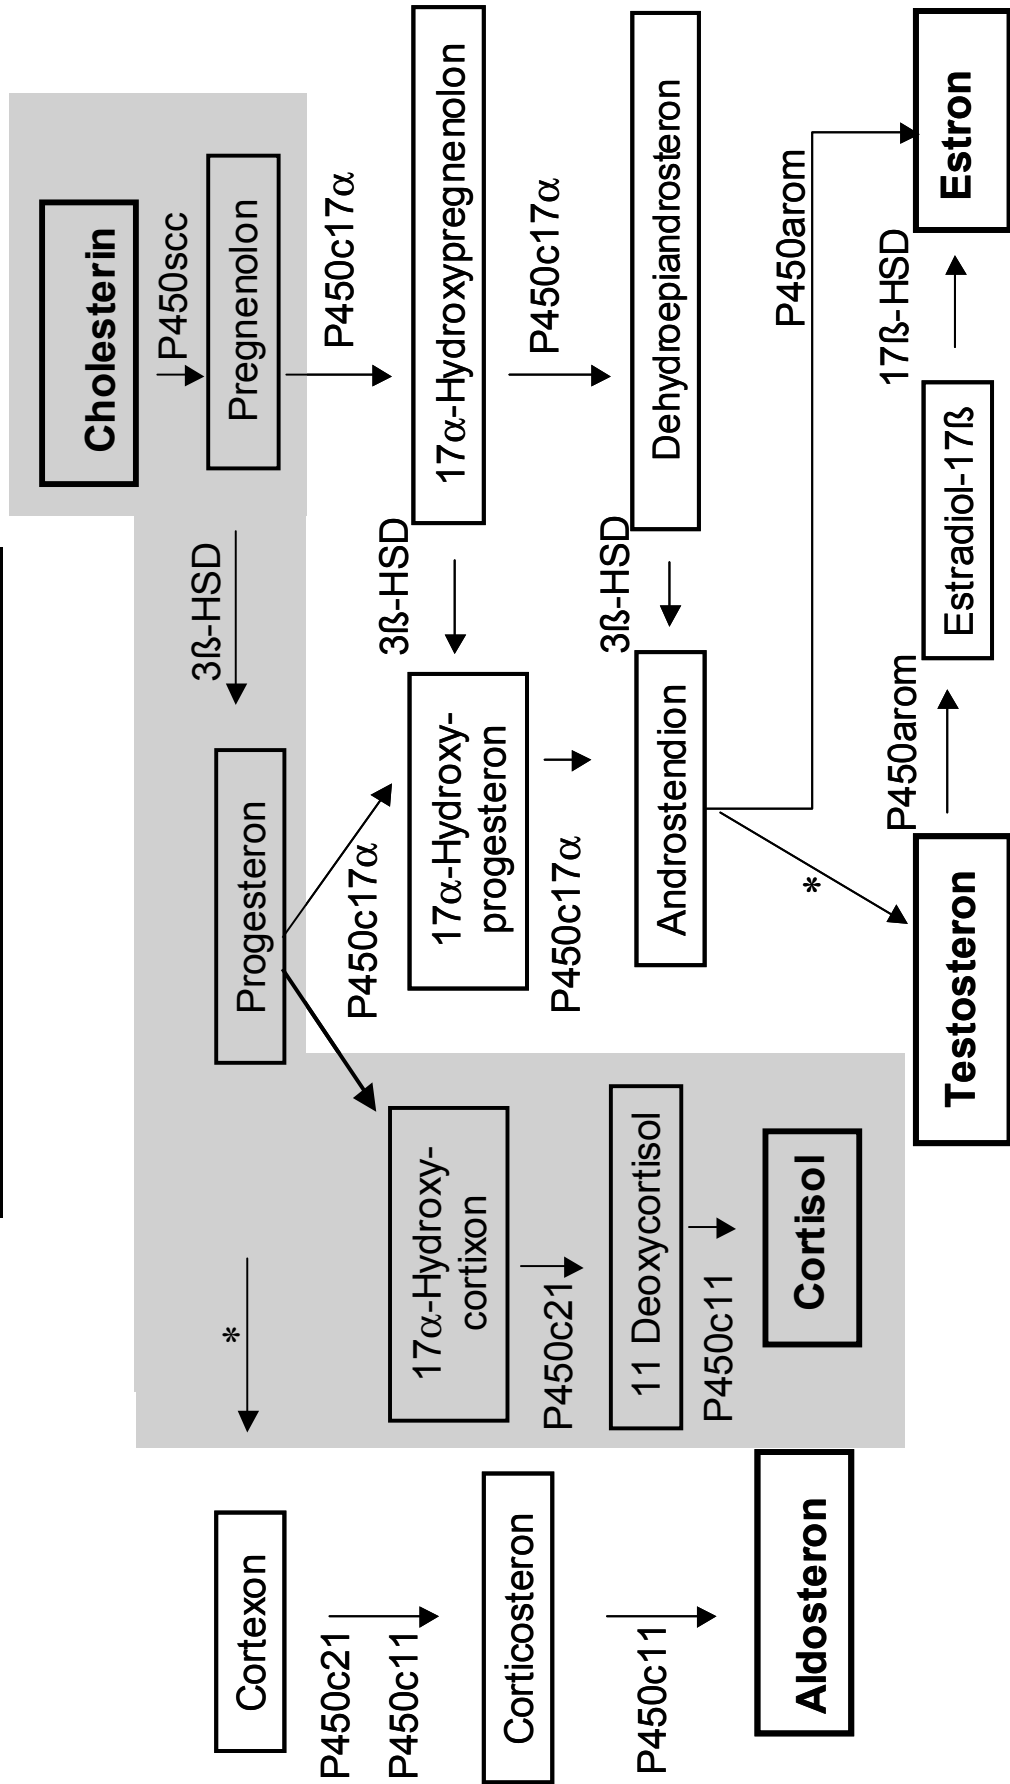 Cholesterin
P450scc
3ß-HSD
*
Cortexon
Progesteron
Pregnenolon
P450c21
P450c11
P450c17α
P450c17α
3ß-HSD
17α-Hydroxy-
cortixon
17α-Hydroxy-
progesteron
17α-Hydroxypregnenolon
Corticosteron
P450c21
P450c17α
P450c17α
3ß-HSD
P450c11
11 Deoxycortisol
Androstendion
Dehydroepiandrosteron
P450c11
P450arom
*
Aldosteron
Cortisol
P450arom
17ß-HSD
Testosteron
Estradiol-17ß
Estron